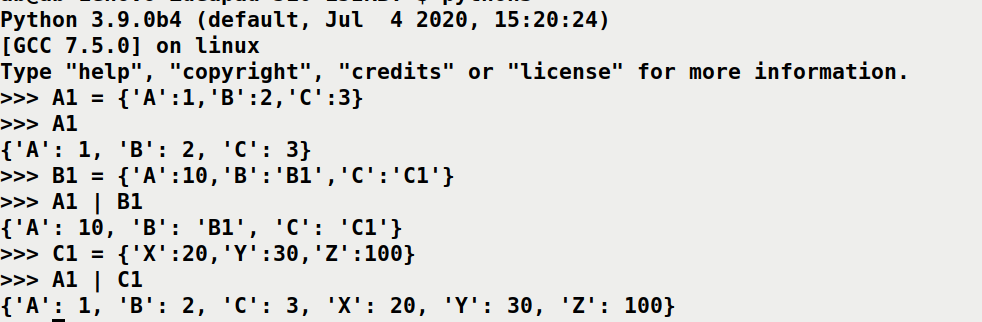 Python 3.9.0b4 (default, Jul  4 2020, 15:20:24)
[GCC 7.5.0] on linux
Type "help", "copyright", "credits" or "license" for more information.
>>> A1 = {'A':1,'B':2,'C':3}
>>> A1
{'A': 1, 'B': 2, 'C': 3}
>>> B1 = {'A':10,'B':'B1','C':'C1'}
>>> A1 | B1
{'A': 10, 'B': 'B1', 'C': 'C1'}
>>> C1 = {'X':20,'Y':30,'Z':100}
>>> A1 | C1
{'A': 1, 'B': 2, 'C': 3, 'X': 20, 'Y': 30, 'Z': 100}